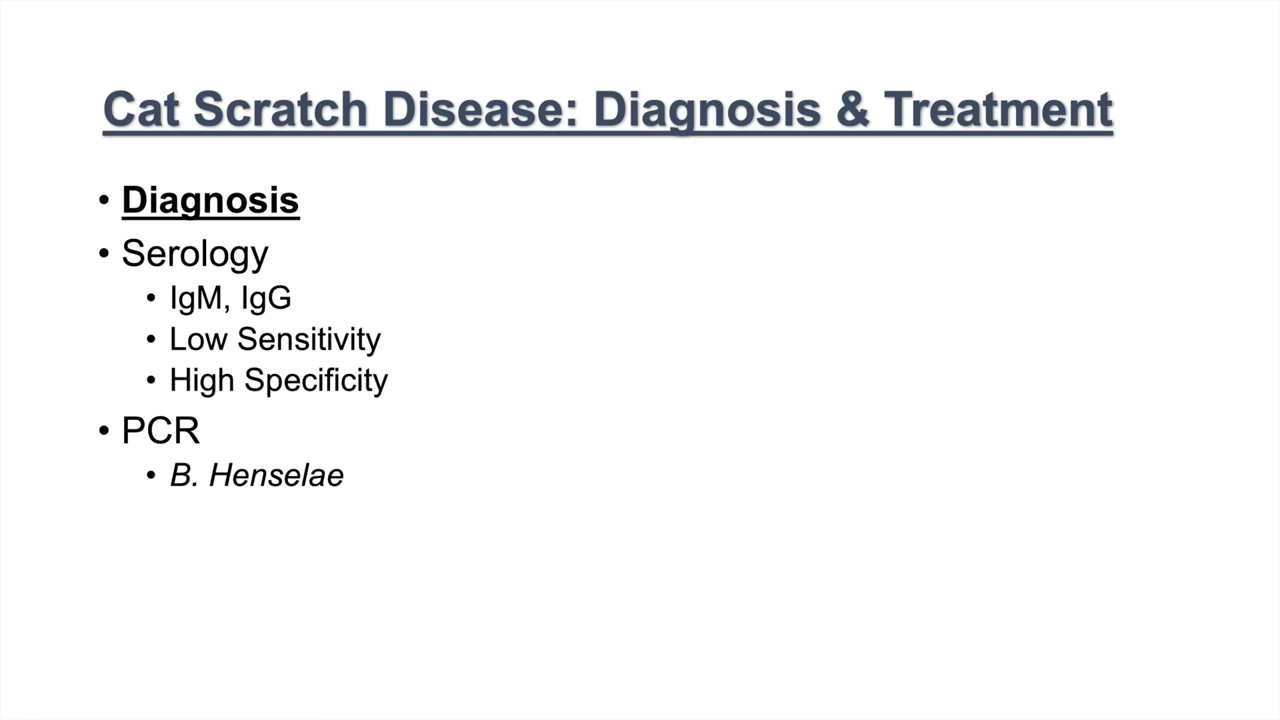 Cat Scratch Disease: Diagnosis & Treatment
• Diagnosis
• Serology
• IgM, IgG
• Low Sensitivity
• High Specificity
• PCR
• B. Henselae